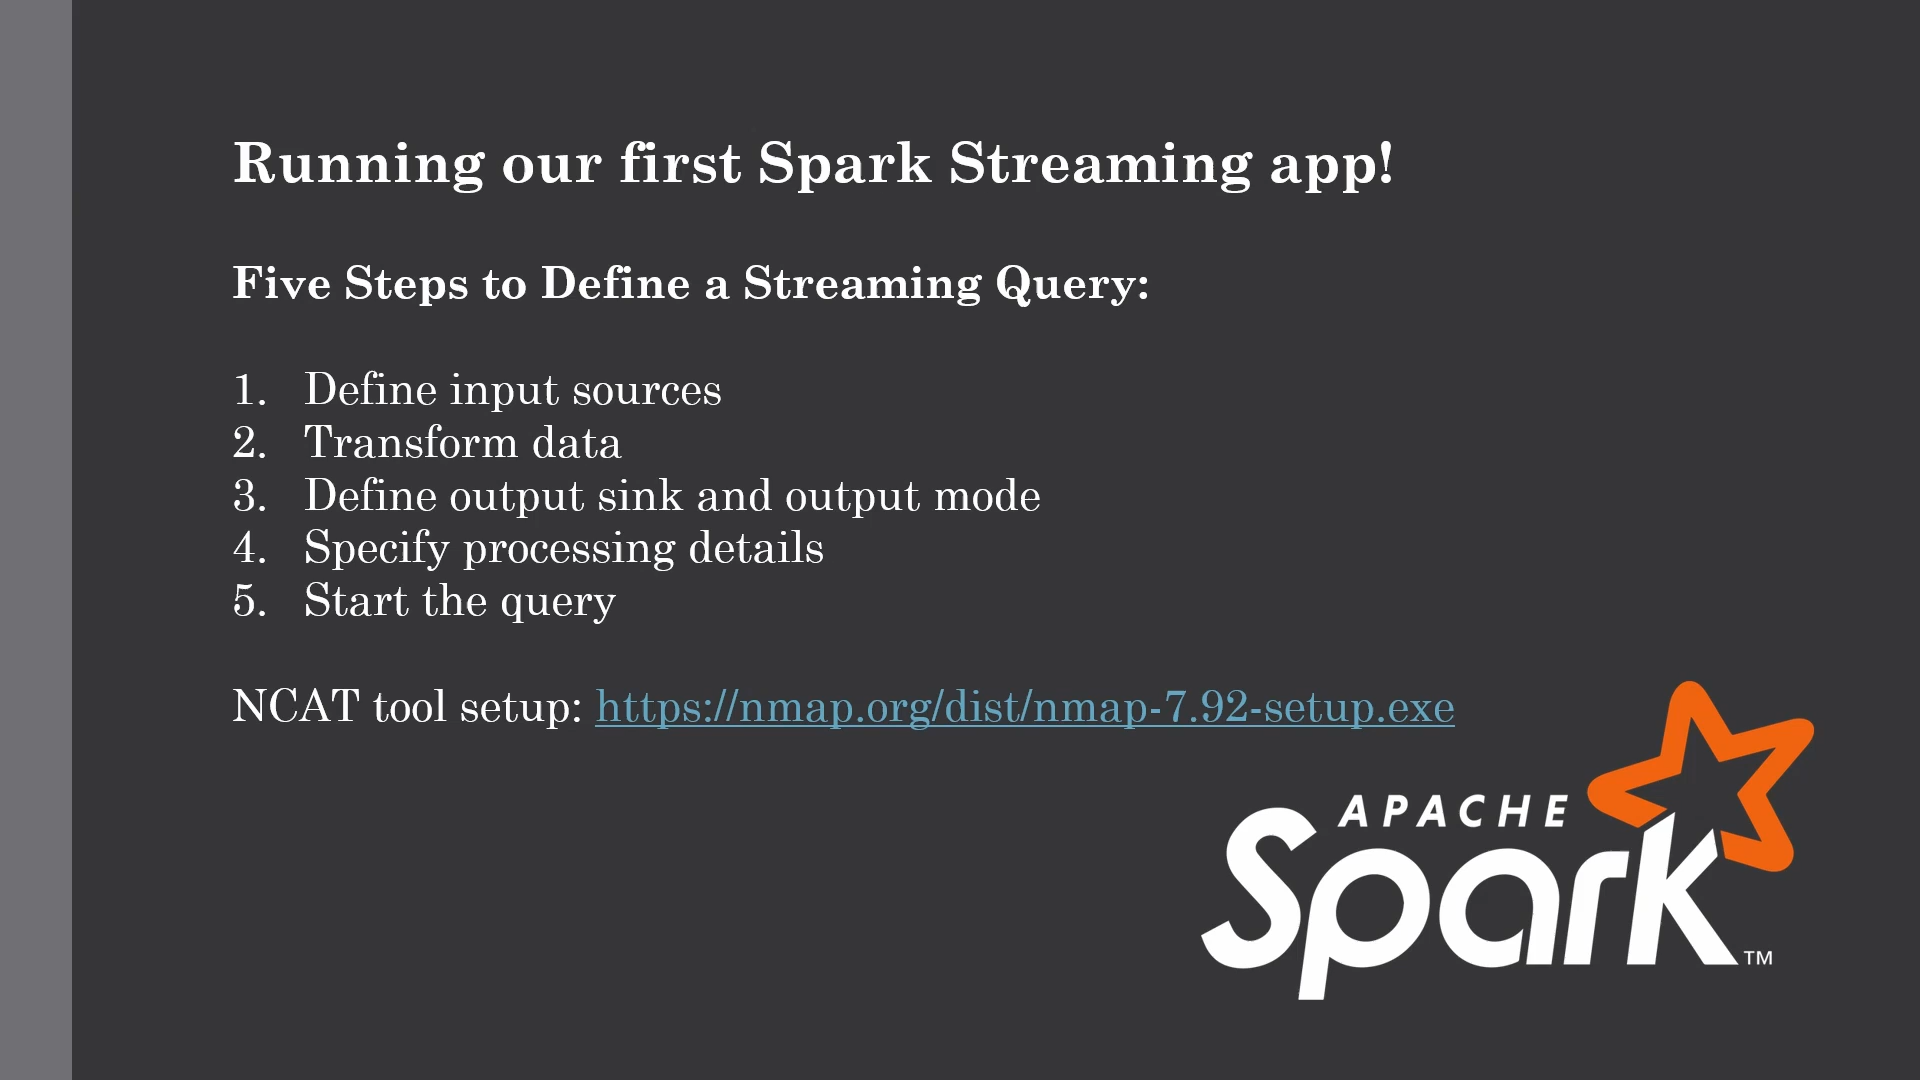 Running our first Spark Streaming app!
Five Steps to Define a Streaming Query:
1. Define input sources
2. Transform data
3. Define output sink and output mode
4. Specify processing details
5. Start the query
NCAT tool setup: https://nmap.org/dist/nmap-7.92-setup.exe
APACHE
Spark™